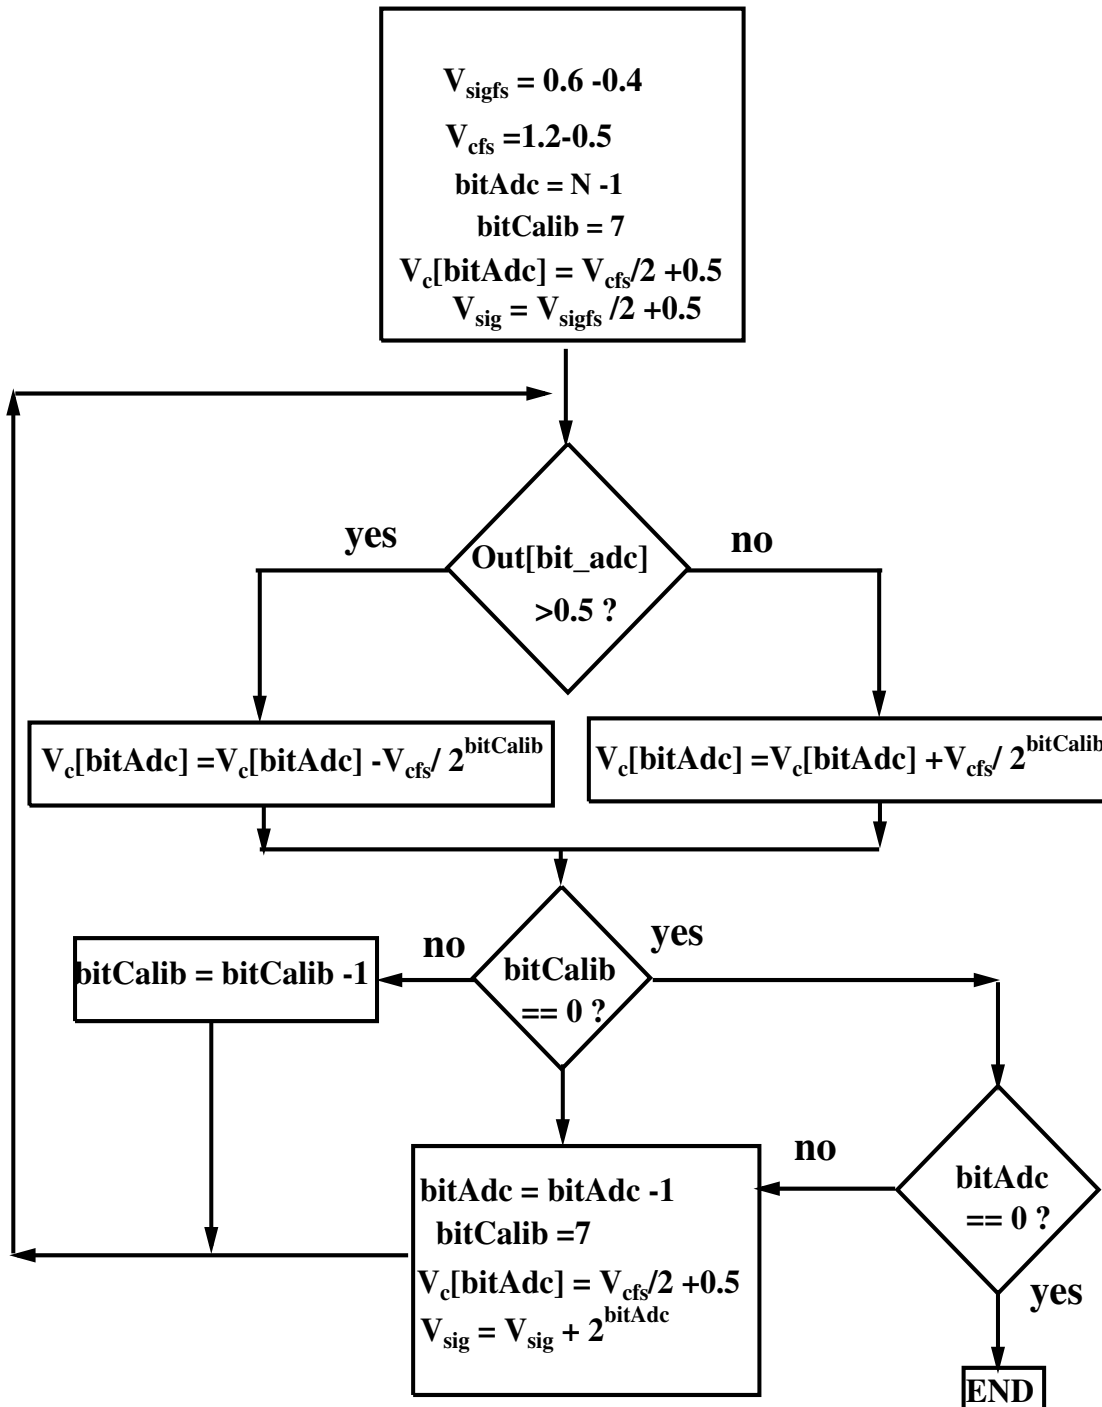 V_sigfs = 0.6 -0.4
V_cfs =1.2-0.5
bitAdc = N -1
bitCalib = 7
V_c[bitAdc] = V_cfs/2 +0.5
V_sig = V_sigfs /2 +0.5
yes
no
Out[bit_adc]
>0.5 ?
V_c[bitAdc] =V_c[bitAdc] -V_cfs/ 2^bitCalib
V_c[bitAdc] =V_c[bitAdc] +V_cfs/ 2^bitCalib
no
yes
bitCalib
== 0 ?
bitCalib = bitCalib -1
no
bitAdc
== 0 ?
bitAdc = bitAdc -1
bitCalib =7
V_c[bitAdc] = V_cfs/2 +0.5
V_sig = V_sig + 2^bitAdc
yes
END